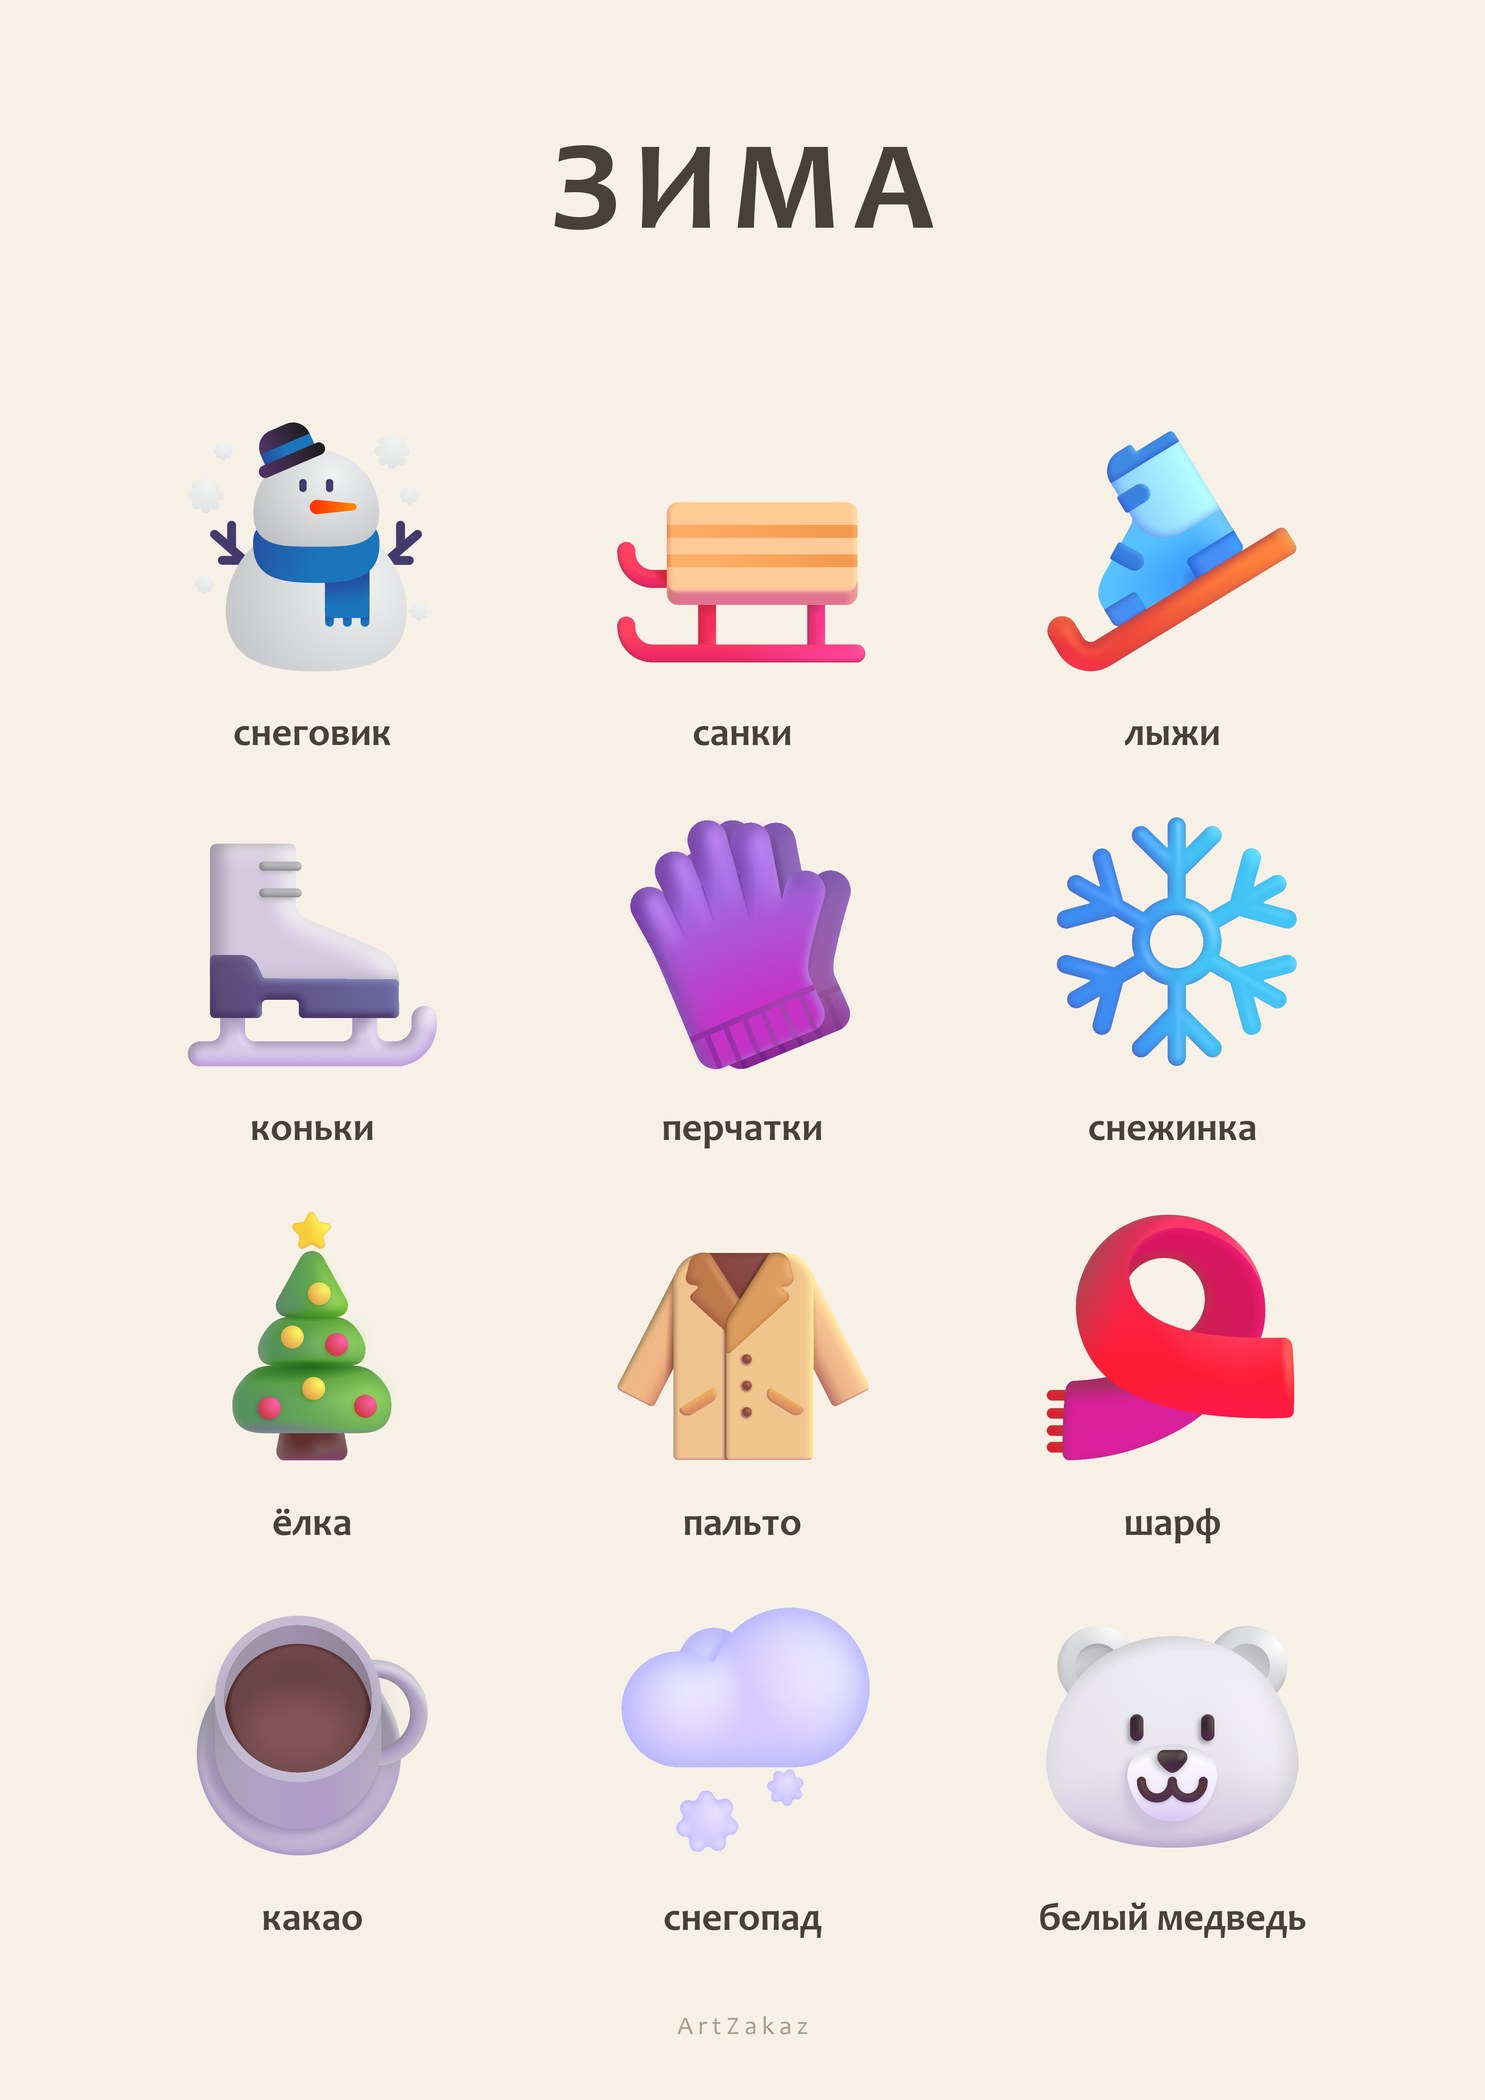 ЗИМА
снеговик
санки
лыжи
коньки
перчатки
снежинка
ёлка
пальто
шарф
какао
снегопад
белый медведь
ArtZakaz